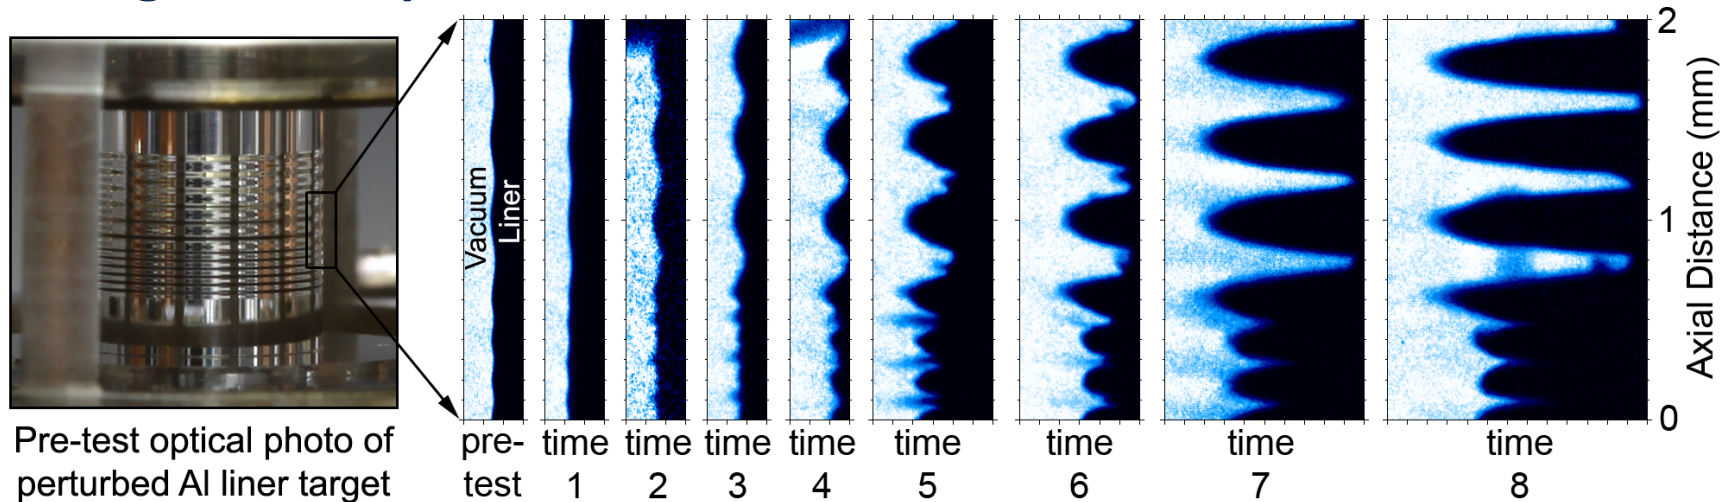 Vacuum
Liner
2
1
0
Axial Distance (mm)
Pre-test optical photo of
perturbed Al liner target
pre-
test
time
1
time
2
time
3
time
4
time
5
time
6
time
7
time
8